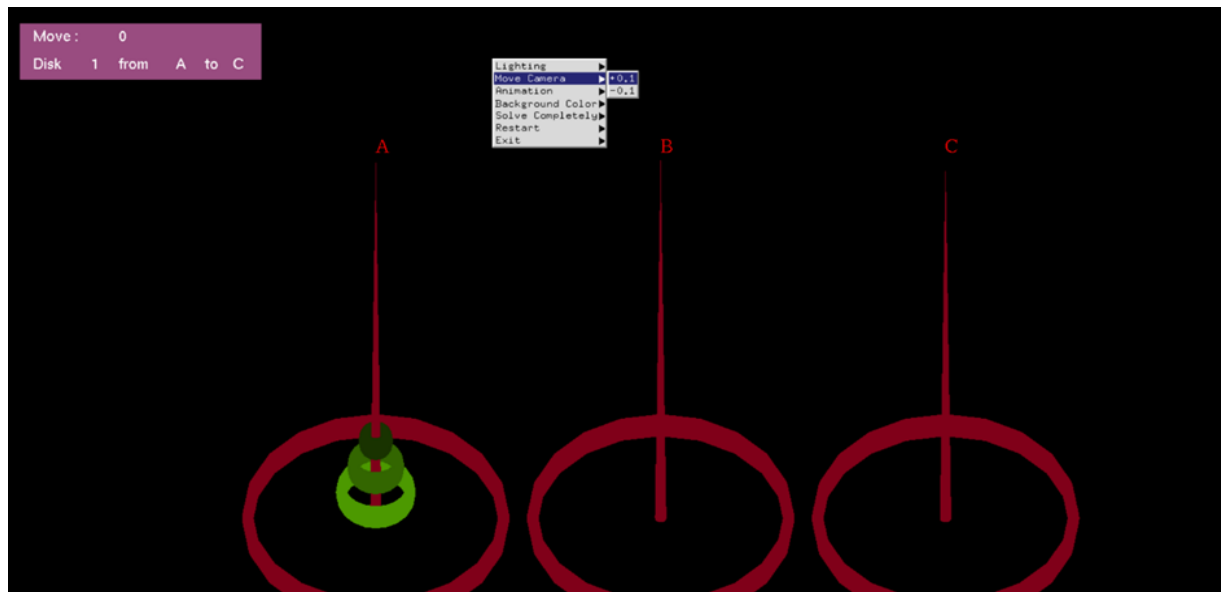 Move : 0
Disk 1 from A to C
Lighting
Move Camera
+0.1
Animation
-0.1
Background Color
Solve Completely
Restart
Exit
A
B
C